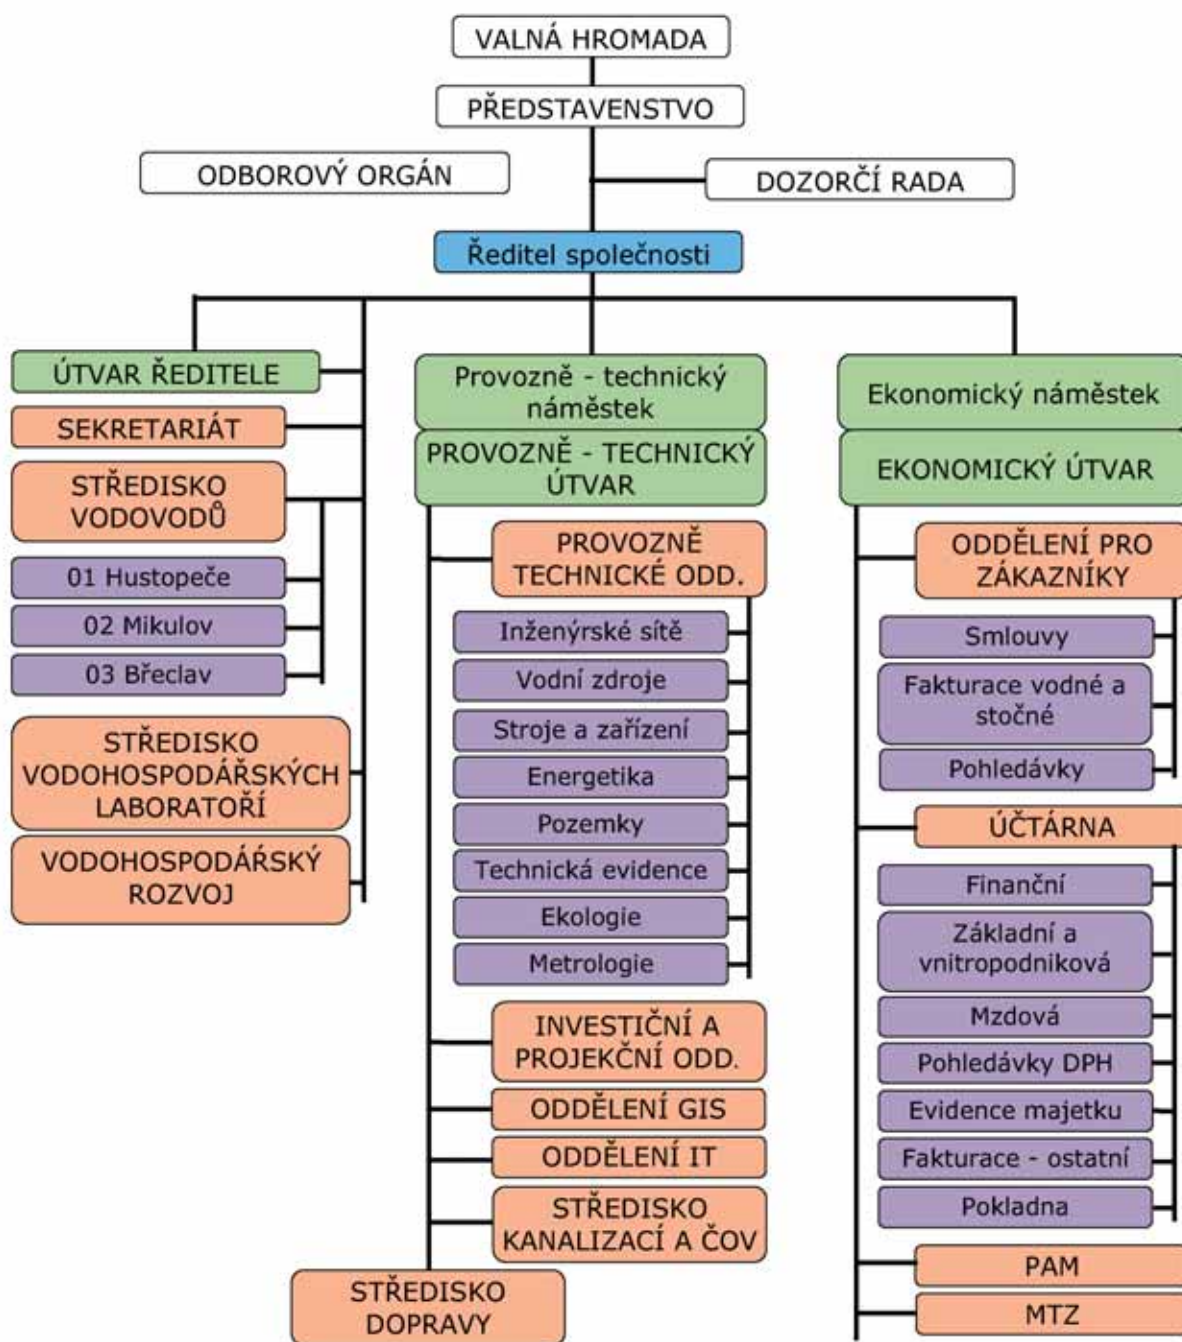 VALNÁ HROMADA
PŘEDSTAVENSTVO
ODBOROVÝ ORGÁN
DOZORČÍ RADA
Ředitel společnosti
ÚTVAR ŘEDITELE
SEKRETARIÁT
STŘEDISKO
VODOVODŮ
01 Hustopeče
02 Mikulov
03 Břeclav
STŘEDISKO
VODOHOSPODÁŘSKÝCH
LABORATOŘÍ
VODOHOSPODÁŘSKÝ
ROZVOJ
Provozně - technický
náměstek
PROVOZNĚ - TECHNICKÝ
ÚTVAR
PROVOZNĚ
TECHNICKÉ ODD.
Inženýrské sítě
Vodní zdroje
Stroje a zařízení
Energetika
Pozemky
Technická evidence
Ekologie
Metrologie
INVESTIČNÍ A
PROJEKČNÍ ODD.
ODDĚLENÍ GIS
ODDĚLENÍ IT
STŘEDISKO
KANALIZACÍ A ČOV
STŘEDISKO
DOPRAVY
Ekonomický náměstek
EKONOMICKÝ ÚTVAR
ODDĚLENÍ PRO
ZÁKAZNÍKY
Smlouvy
Fakturace vodné a
stočné
Pohledávky
ÚČTÁRNA
Finanční
Základní a
vnitropodniková
Mzdová
Pohledávky DPH
Evidence majetku
Fakturace - ostatní
Pokladna
PAM
MTZ